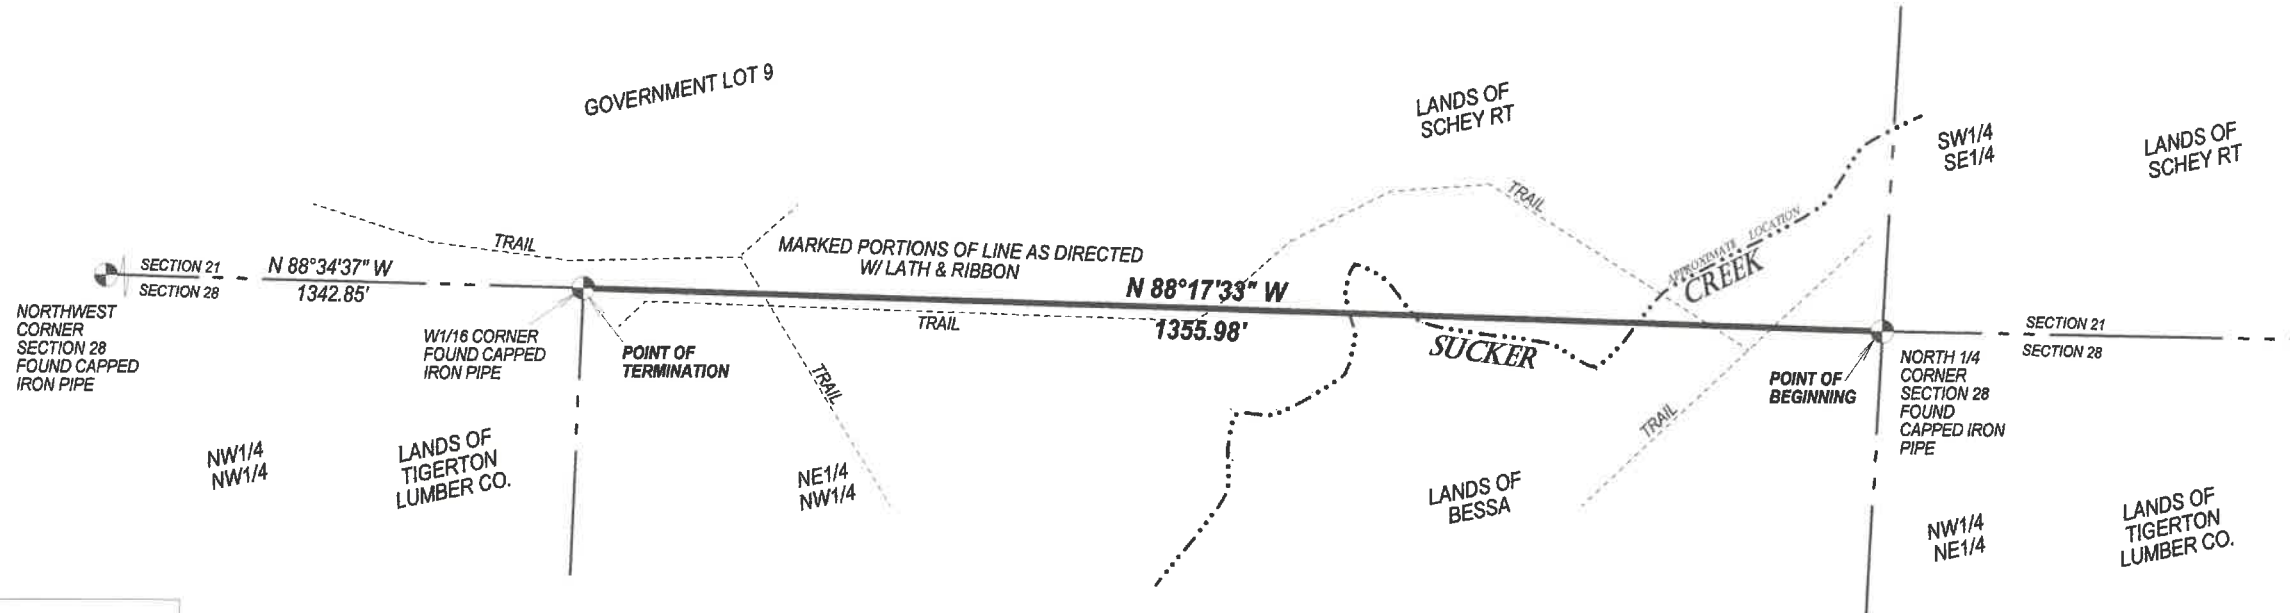 GOVERNMENT LOT 9
LANDS OF
SCHEY RT
SW1/4
SE1/4
LANDS OF
SCHEY RT
TRAIL
APPROXIMATE LOCATION
CREEK
TRAIL
MARKED PORTIONS OF LINE AS DIRECTED
W/ LATH & RIBBON
SECTION 21
SECTION 28
N 88°34'37" W
1342.85'
N 88°17'33" W
1355.98'
TRAIL
SUCKER
SECTION 21
SECTION 28
NORTHWEST
CORNER
SECTION 28
FOUND CAPPED
IRON PIPE
W1/16 CORNER
FOUND CAPPED
IRON PIPE
POINT OF
TERMINATION
TRAIL
POINT OF
BEGINNING
NORTH 1/4
CORNER
SECTION 28
FOUND
CAPPED IRON
PIPE
TRAIL
NW1/4
NW1/4
LANDS OF
TIGERTON
LUMBER CO.
NE1/4
NW1/4
LANDS OF
BESSA
NW1/4
NE1/4
LANDS OF
TIGERTON
LUMBER CO.